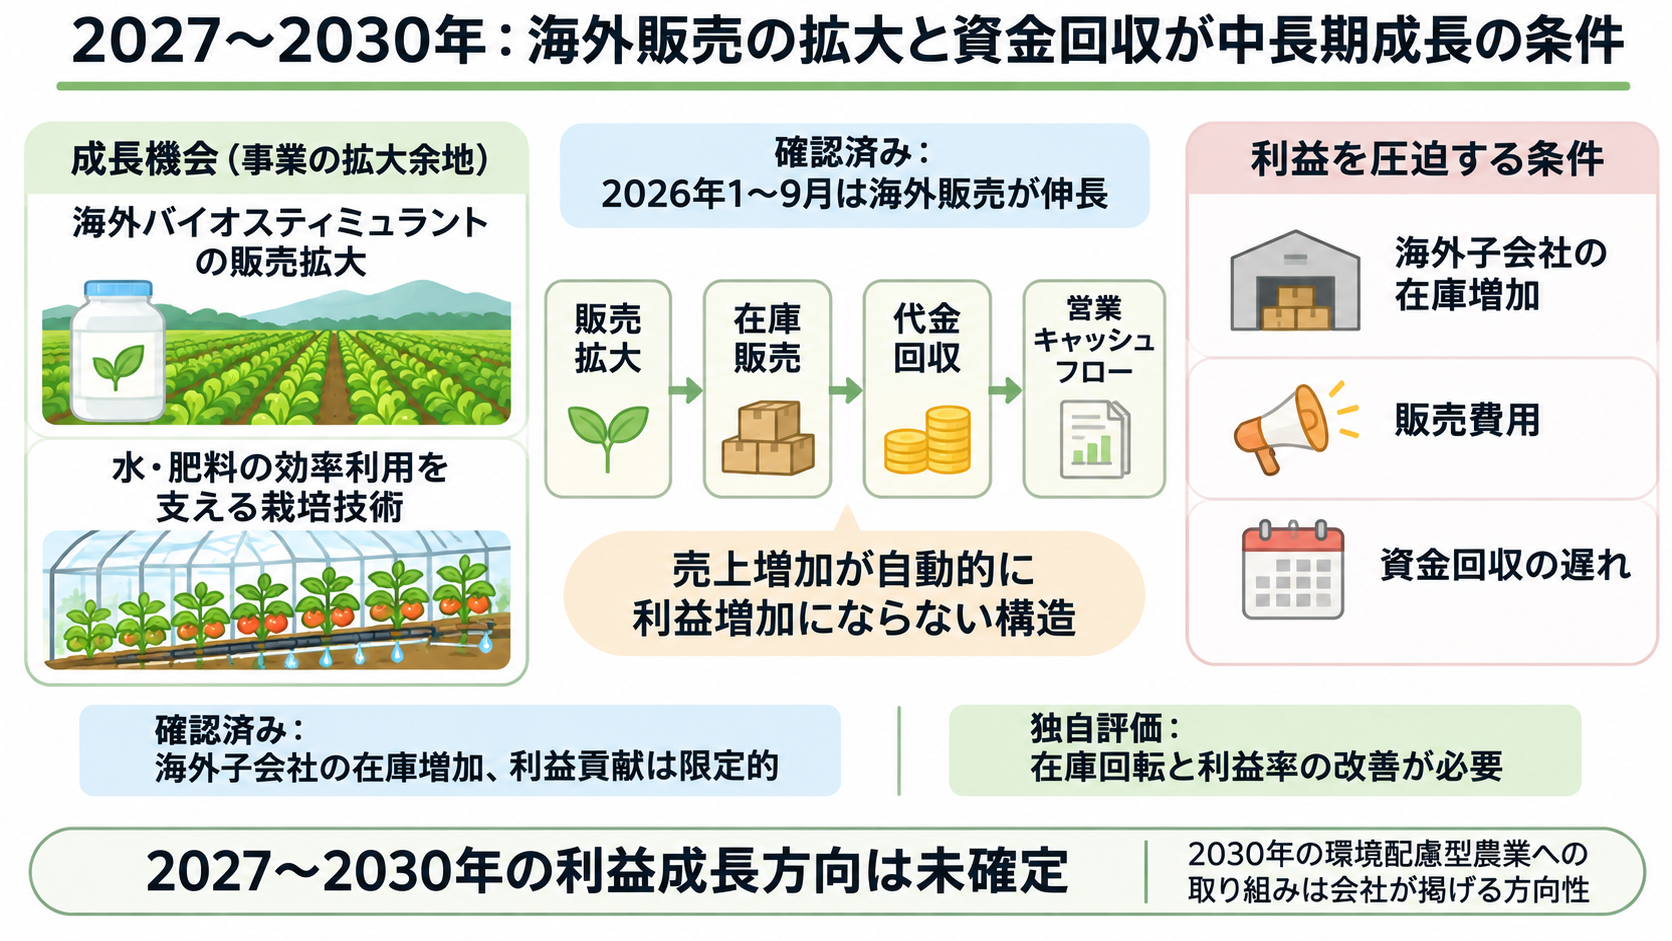 2027〜2030年：海外販売の拡大と資金回収が中長期成長の条件
成長機会（事業の拡大余地）
海外バイオスティミュラント
の販売拡大
水・肥料の効率利用を
支える栽培技術
確認済み：
2026年1〜9月は海外販売が伸長
販売
拡大
在庫
販売
代金
回収
営業
キャッシュ
フロー
売上増加が自動的に
利益増加にならない構造
利益を圧迫する条件
海外子会社の
在庫増加
販売費用
資金回収の遅れ
確認済み：
海外子会社の在庫増加、利益貢献は限定的
独自評価：
在庫回転と利益率の改善が必要
2027〜2030年の利益成長方向は未確定
2030年の環境配慮型農業への
取り組みは会社が掲げる方向性